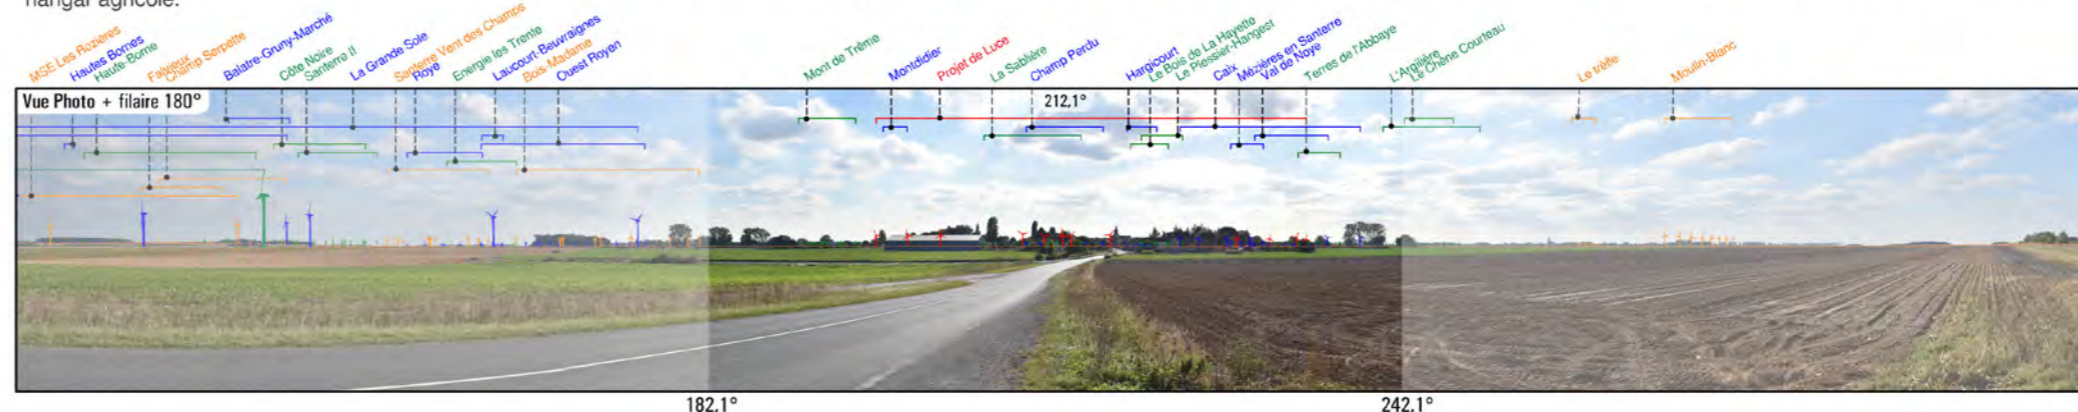 hangar agricole.
MSE Les Rozières
Hautes Bornes
Haute-Borne
Falvieux
Champ Serpette
Balatre-Gruny-Marché
Côte Noire
Santerre II
La Grande Sole
Santerre Vent des Champs
Roye
Energie les Trente
Laucourt-Beuvraignes
Bois-Madame
Ouest Royen
Mont de Trême
Montdidier
Projet de Luce
La Sablière
Champ Perdu
Hargicourt
Le Bois de La Hayette
Le Plessier-Hangest
Caix
Mézières en Santerre
Val de Noye
Terres de l'Abbaye
L'Argilière
Le Chêne Courteau
Le trèfle
Moulin-Blanc
Vue Photo + filaire 180°
212,1°
182,1°
242,1°